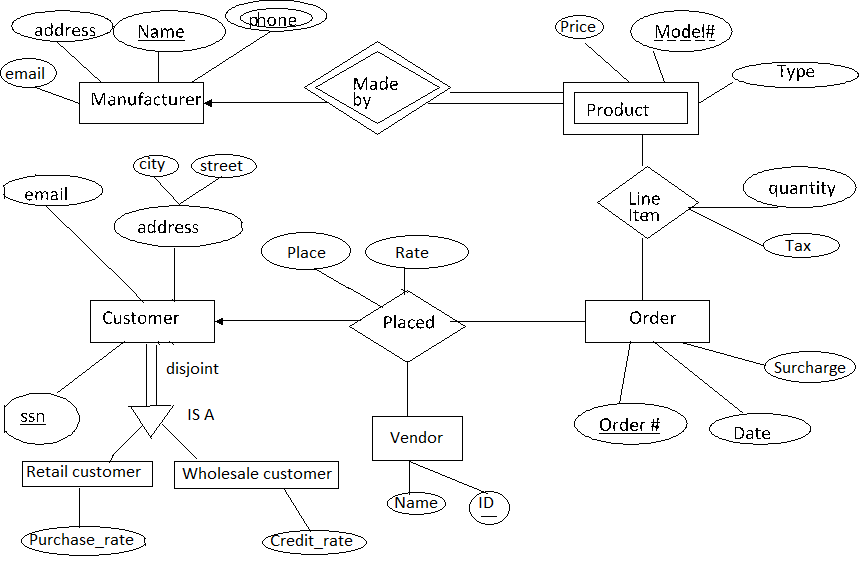 address
Name
phone
Price
Model#
email
Manufacturer
Made
by
Product
Type
city
street
email
address
Line
Item
quantity
Tax
Place
Rate
Customer
Placed
Order
disjoint
Surcharge
ssn
IS A
Order #
Date
Vendor
Retail customer
Wholesale customer
Name
ID
Purchase_rate
Credit_rate